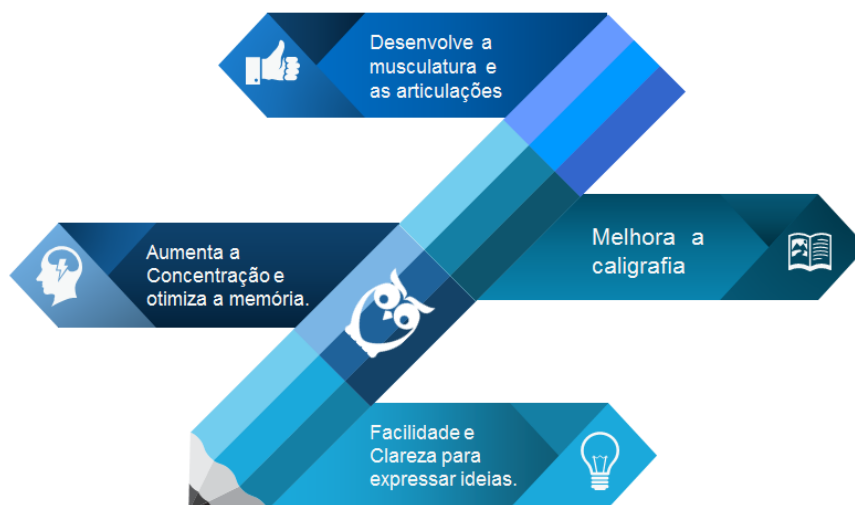 Desenvolve a
musculatura e
as articulações
Aumenta a
Concentração e
otimiza a memória.
Melhora a
caligrafia
Facilidade e
Clareza para
expressar ideias.